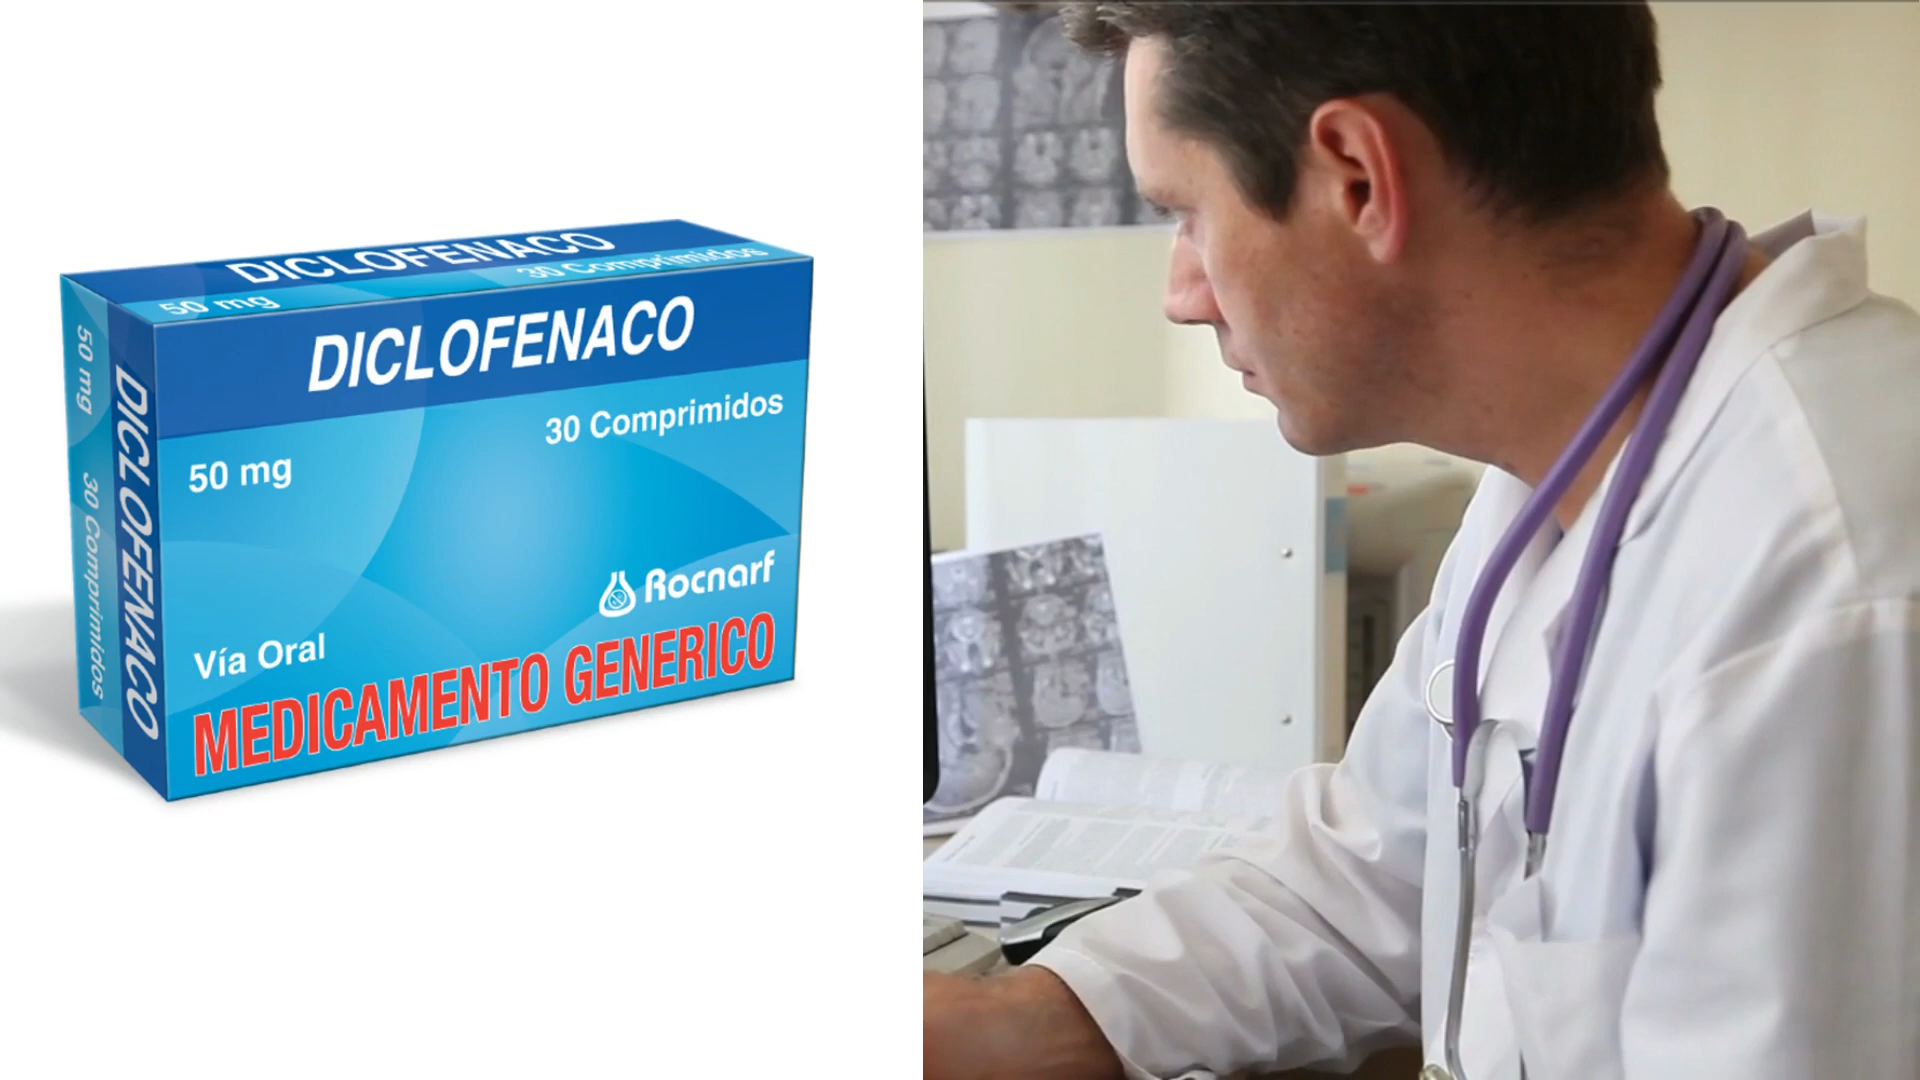 DICLOFENACO
30 Comprimidos
50 mg
DICLOFENACO
30 Comprimidos
50 mg
Rocnarf
Vía Oral
MEDICAMENTO GENERICO
50 mg
30 Comprimidos
DICLOFENACO